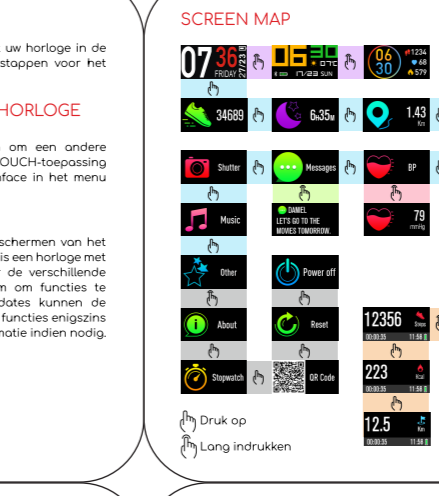 uw horloge in de
stappen voor het
HORLOGE
om een andere
OUCH-toepassing
nface in het menu
schermen van het
is een horloge met
de verschillende
m om functies te
dates kunnen de
functies enigszins
matie indien nodig.
SCREEN MAP
07 36 FRIDAY 27/23
06 30 11/23 SUN
06 30 1234 68 579
34689
6H35M
1.43 Km
Shutter
Messages
BP
Music
DAMIEL
LET'S GO TO THE
MOVIES TOMORROW.
79 mmHg
Other
Power off
About
Reset
Stopwatch
QR Code
12356 Steps
00:00:35 11:58
223 Kcal
00:00:35 11:58
12.5 Km
00:00:35 11:58
Druk op
Lang indrukken